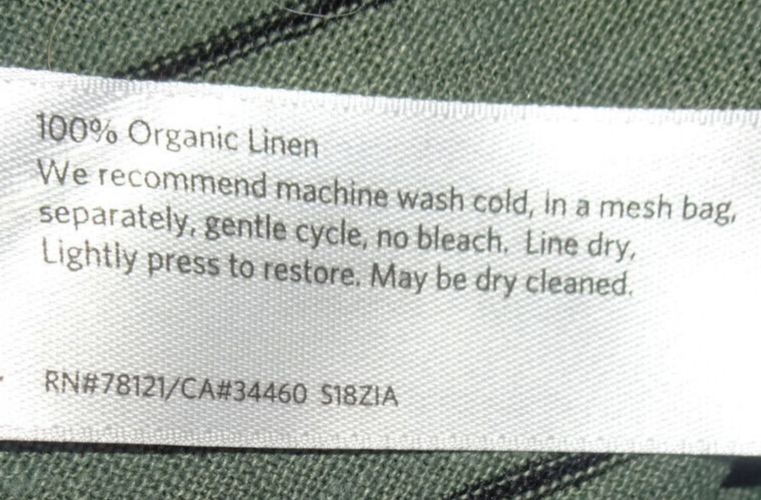 100% Organic Linen
We recommend machine wash cold, in a mesh bag,
separately, gentle cycle, no bleach. Line dry,
Lightly press to restore. May be dry cleaned.
RN#78121/CA#34460 S18ZIA